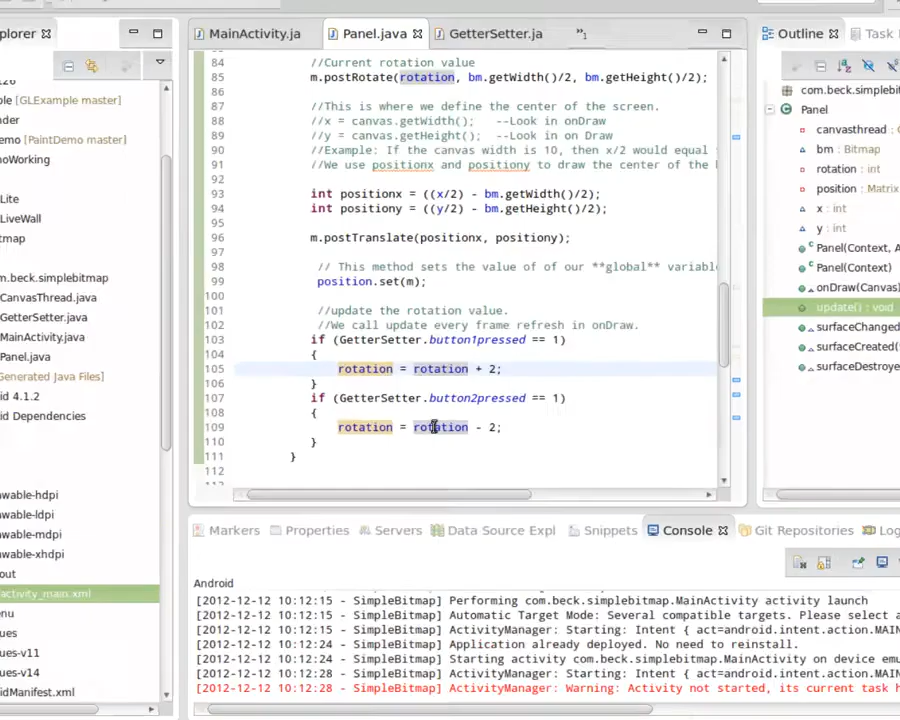 plorer
ple [GLExample master]
nder
emo [PaintDemo master]
noWorking
s
Lite
LiveWall
tmap
m.beck.simplebitmap
CanvasThread.java
GetterSetter.java
MainActivity.java
Panel.java
Generated Java Files]
id 4.1.2
id Dependencies
wable-hdpi
wable-ldpi
wable-mdpi
wable-xhdpi
out
activity_main.xml
nu
ues
ues-v11
ues-v14
idManifest.xml
MainActivity.ja
Panel.java
GetterSetter.ja
»1
84 //Current rotation value
85 m.postRotate(rotation, bm.getWidth()/2, bm.getHeight()/2);
86
87 //This is where we define the center of the screen.
88 //x = canvas.getWidth(); --Look in onDraw
89 //y = canvas.getHeight(); --Look in on Draw
90 //Example: If the canvas width is 10, then x/2 would equal
91 //We use positionx and positiony to draw the center of the
92
93 int positionx = ((x/2) - bm.getWidth()/2);
94 int positiony = ((y/2) - bm.getHeight()/2);
95
96 m.postTranslate(positionx, positiony);
97
98 // This method sets the value of of our **global** variabl
99 position.set(m);
100
101 //update the rotation value.
102 //We call update every frame refresh in onDraw.
103 if (GetterSetter.button1pressed == 1)
104 {
105 rotation = rotation + 2;
106 }
107 if (GetterSetter.button2pressed == 1)
108 {
109 rotation = rotation - 2;
110 }
111 }
112
Outline
Task
com.beck.simplebit
Panel
canvasthread : Canvas
bm : Bitmap
rotation : int
position : Matrix
x : int
y : int
Panel(Context, A
Panel(Context)
onDraw(Canvas)
update() : void
surfaceChanged
surfaceCreated(
surfaceDestroye
Markers
Properties
Servers
Data Source Expl
Snippets
Console
Git Repositories
Log
Android
[2012-12-12 10:12:15 - SimpleBitmap] Performing com.beck.simplebitmap.MainActivity activity launch
[2012-12-12 10:12:15 - SimpleBitmap] Automatic Target Mode: Several compatible targets. Please select a
[2012-12-12 10:12:15 - SimpleBitmap] ActivityManager: Starting: Intent { act=android.intent.action.MAIN
[2012-12-12 10:12:24 - SimpleBitmap] Application already deployed. No need to reinstall.
[2012-12-12 10:12:24 - SimpleBitmap] Starting activity com.beck.simplebitmap.MainActivity on device emu
[2012-12-12 10:12:28 - SimpleBitmap] ActivityManager: Starting: Intent { act=android.intent.action.MAIN
[2012-12-12 10:12:28 - SimpleBitmap] ActivityManager: Warning: Activity not started, its current task h